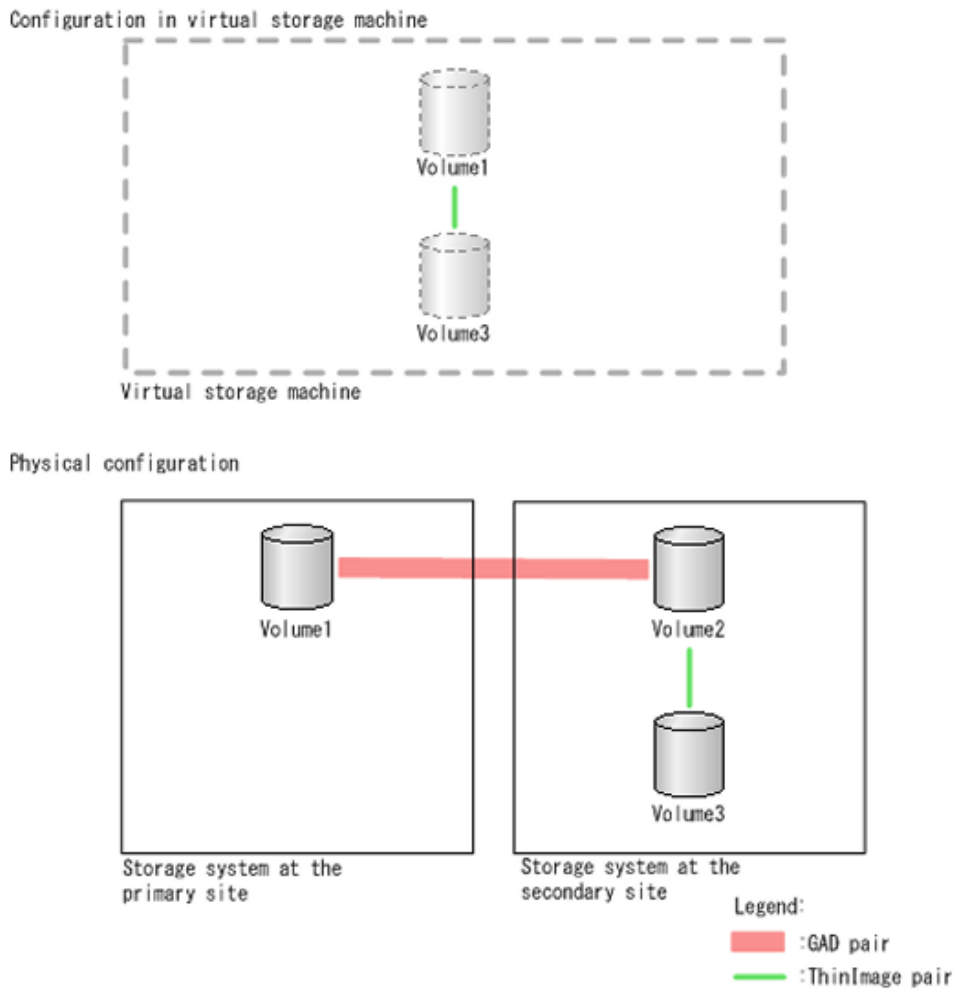 Configuration in virtual storage machine
Volume1
Volume3
Virtual storage machine
Physical configuration
Volume1
Volume2
Volume3
Storage system at the
primary site
Storage system at the
secondary site
Legend:
:GAD pair
:ThinImage pair